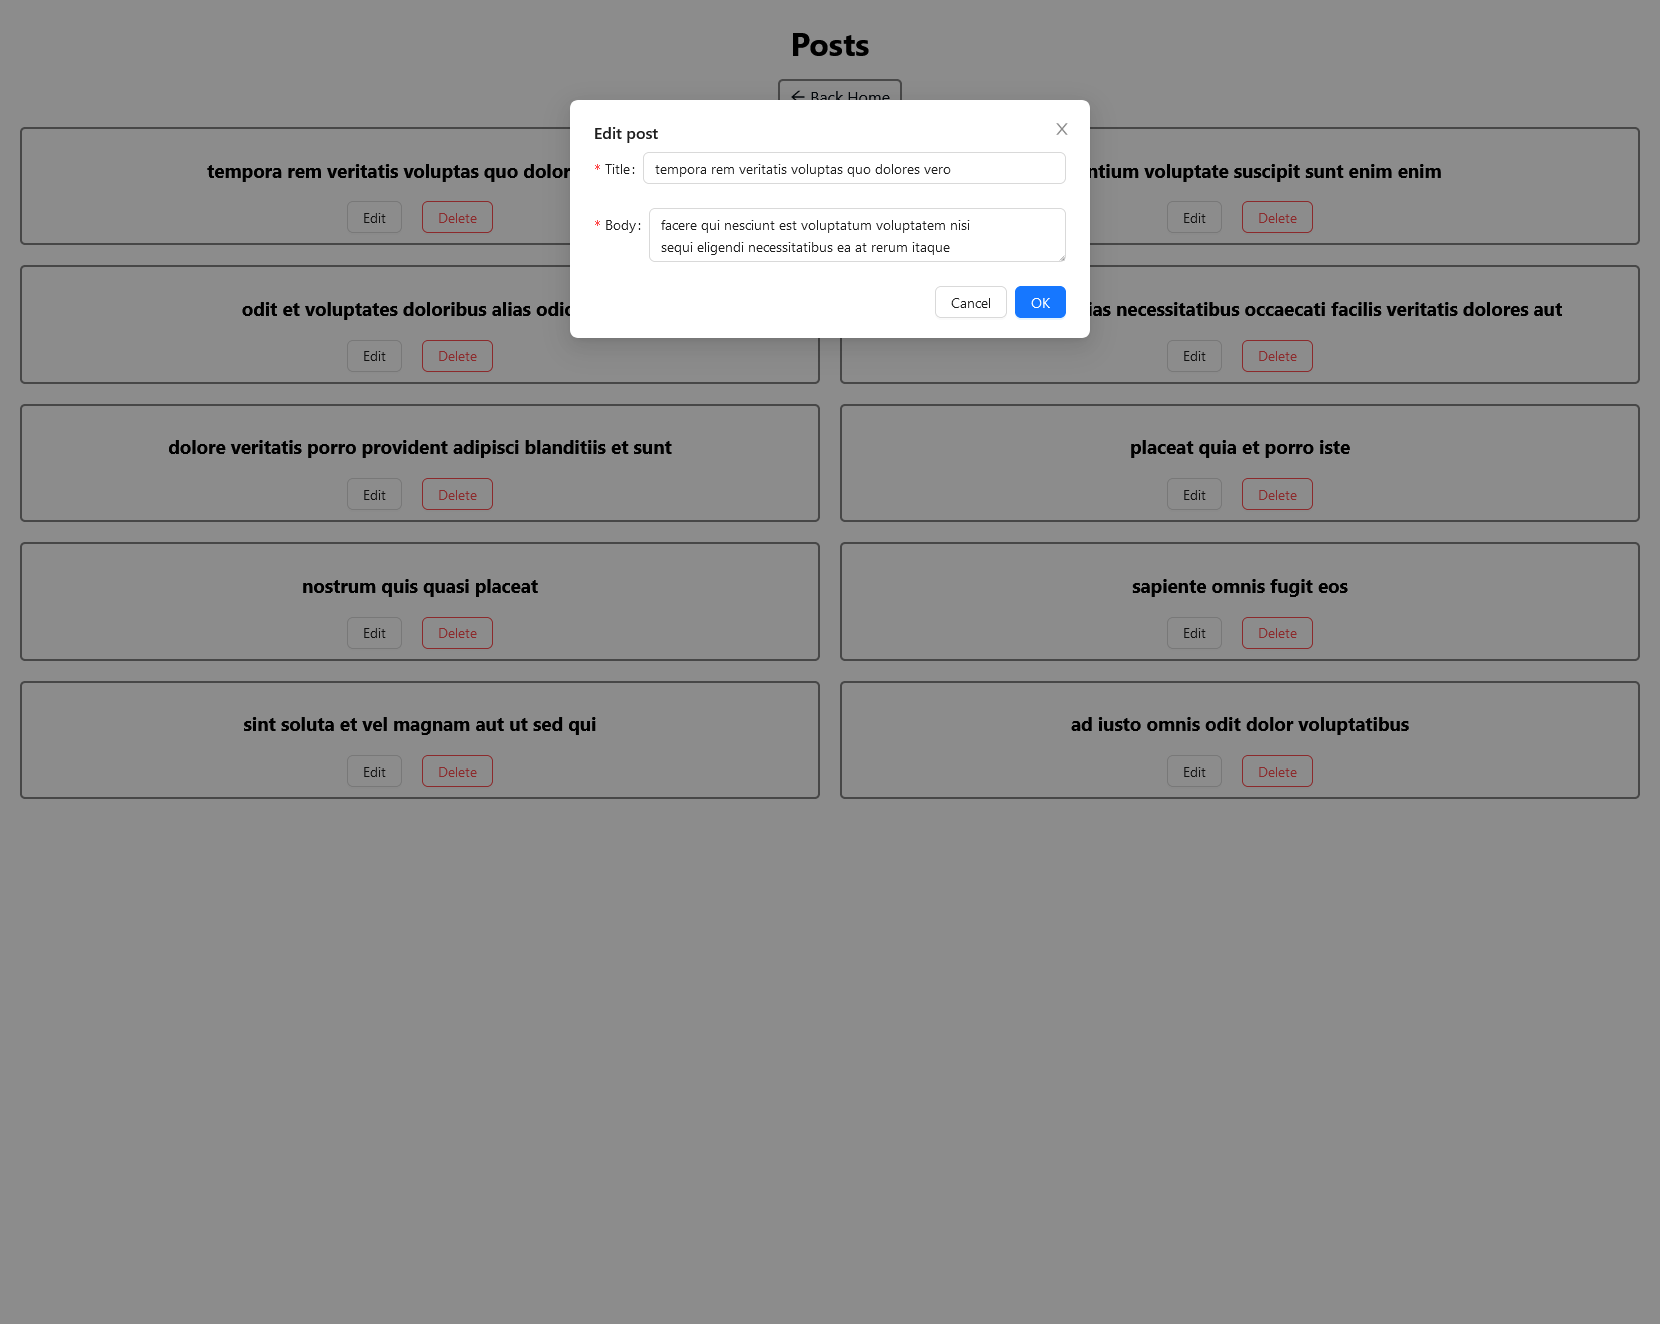 Posts
← Back Home
Edit post
* Title: tempora rem veritatis voluptas quo dolores vero
* Body: facere qui nesciunt est voluptatum voluptatem nisi
sequi eligendi necessitatibus ea at rerum itaque
Cancel OK
tempora rem veritatis voluptas quo
Edit Delete
voluptate suscipit sunt enim enim
Edit Delete
odit et voluptates doloribus alias
Edit Delete
necessitatibus occaecati facilis veritatis dolores aut
Edit Delete
dolore veritatis porro provident adipisci blanditiis et sunt
Edit Delete
placeat quia et porro iste
Edit Delete
nostrum quis quasi placeat
Edit Delete
sapiente omnis fugit eos
Edit Delete
sint soluta et vel magnam aut ut sed qui
Edit Delete
ad iusto omnis odit dolor voluptatibus
Edit Delete